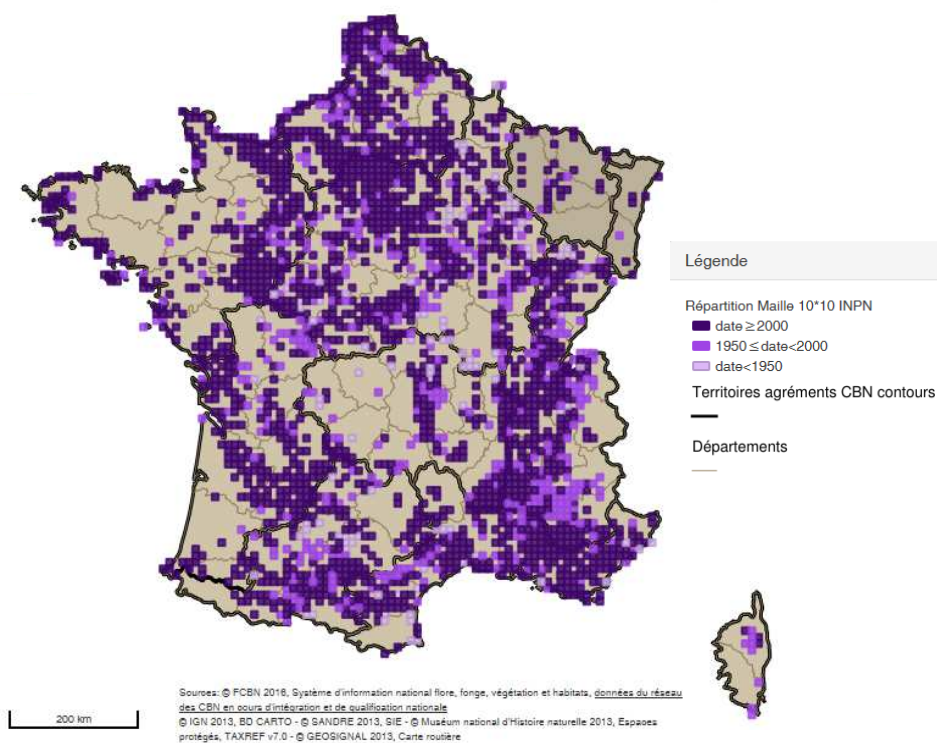 Légende
Répartition Maille 10*10 INPN
date ≥ 2000
1950 ≤ date<2000
date<1950
Territoires agréments CBN contours
Départements
Sources: © FCBN 2016, Système d'information national flore, fonge, végétation et habitats, données du réseau
des CBN en cours d'intégration et de qualification nationale
© IGN 2013, BD CARTO - © SANDRE 2013, SIE - © Muséum national d'Histoire naturelle 2013, Espaces
protégés, TAXREF v7.0 - © GEOSIGNAL 2013, Carte routière
200 km